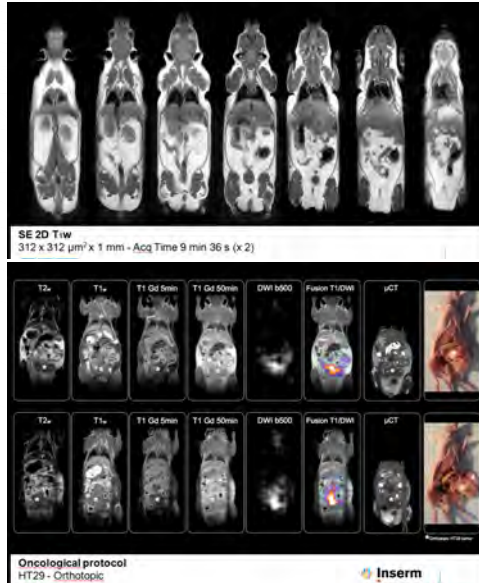 SE 2D T1w
312 x 312 µm² x 1 mm - Acq Time 9 min 36 s (x 2)
T2w T1w T1 Gd 5min T1 Gd 50min DWI b800 Fusion T1/DWI µCT
T2w T1w T1 Gd 5min T1 Gd 50min DWI b800 Fusion T1/DWI µCT
Oncological protocol
HT29 - Orthotopic
Inserm